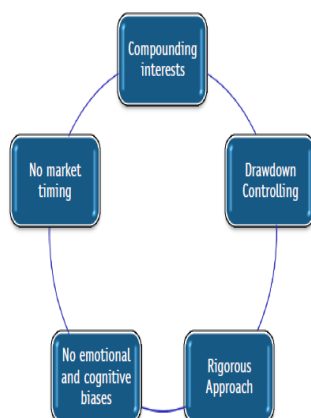 Compounding
interests
No market
timing
Drawdown
Controlling
No emotional
and cognitive
biases
Rigorous
Approach